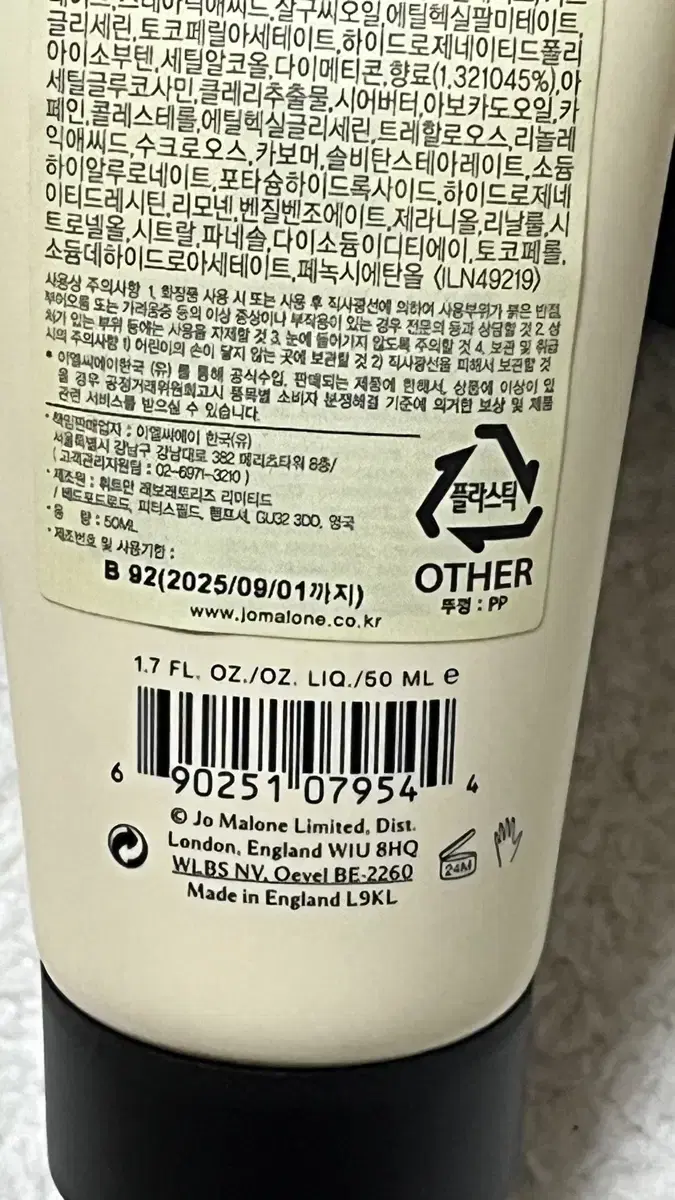 글리세린,토코페릴아세테이트,하이드로제네이티드폴리
아이소부텐,세틸알코올,다이메티콘,향료(1.321045%),아
세틸글루코사민,클레리추출물,시어버터,아보카도오일,카
페인,콜레스테롤,에틸헥실글리세린,트레할로오스,리놀레
익애씨드,수크로오스,카보머,솔비탄스테아레이트,소듐
하이알루로네이트,포타슘하이드록사이드,하이드로제네
이티드레시틴,리모넨,벤질벤조에이트,제라니올,리날룰,시
트로넬올,시트랄,파네솔,다이소듐이디티에이,토코페롤,
소듐데하이드로아세테이트,페녹시에탄올 (ILN49219)
사용상 주의사항 1. 화장품 사용 시 또는 사용 후 직사광선에 의하여 사용부위가 붉은 반점,
부어오름 또는 가려움증 등의 이상 증상이나 부작용이 있는 경우 전문의 등과 상담할 것 2. 상
처가 있는 부위 등에는 사용을 자제할 것 3. 눈에 들어가지 않도록 주의할 것 4. 보관 및 취급
시의 주의사항 1) 어린이의 손이 닿지 않는 곳에 보관할 것 2) 직사광선을 피해서 보관할 것
• 이엘씨에이한국 (유) 를 통해 공식수입, 판매되는 제품에 한해서, 상품에 이상이 있
을 경우 공정거래위원회고시 품목별 소비자 분쟁해결 기준에 의거한 보상 및 제품
관련 서비스를 받으실 수 있습니다.
• 책임판매업자 : 이엘씨에이 한국(유)
서울특별시 강남구 강남대로 382 메리츠타워 8층/
( 고객관리지원팀 : 02-6971-3210 )
• 제조원 : 휘트만 래보래토리즈 리미티드
/ 베드포드로드, 피터스필드, 햄프셔, GU32 3DO, 영국
• 용 량 : 50ML
• 제조번호 및 사용기한 :
B 92(2025/09/01까지)
www.jomalone.co.kr
플라스틱
OTHER
뚜껑 : PP
1.7 FL. OZ./OZ. LIQ./50 ML e
6 90251 07954 4
© Jo Malone Limited, Dist.
London, England W1U 8HQ
WLBS NV, Oevel BE-2260
Made in England L9KL
24M